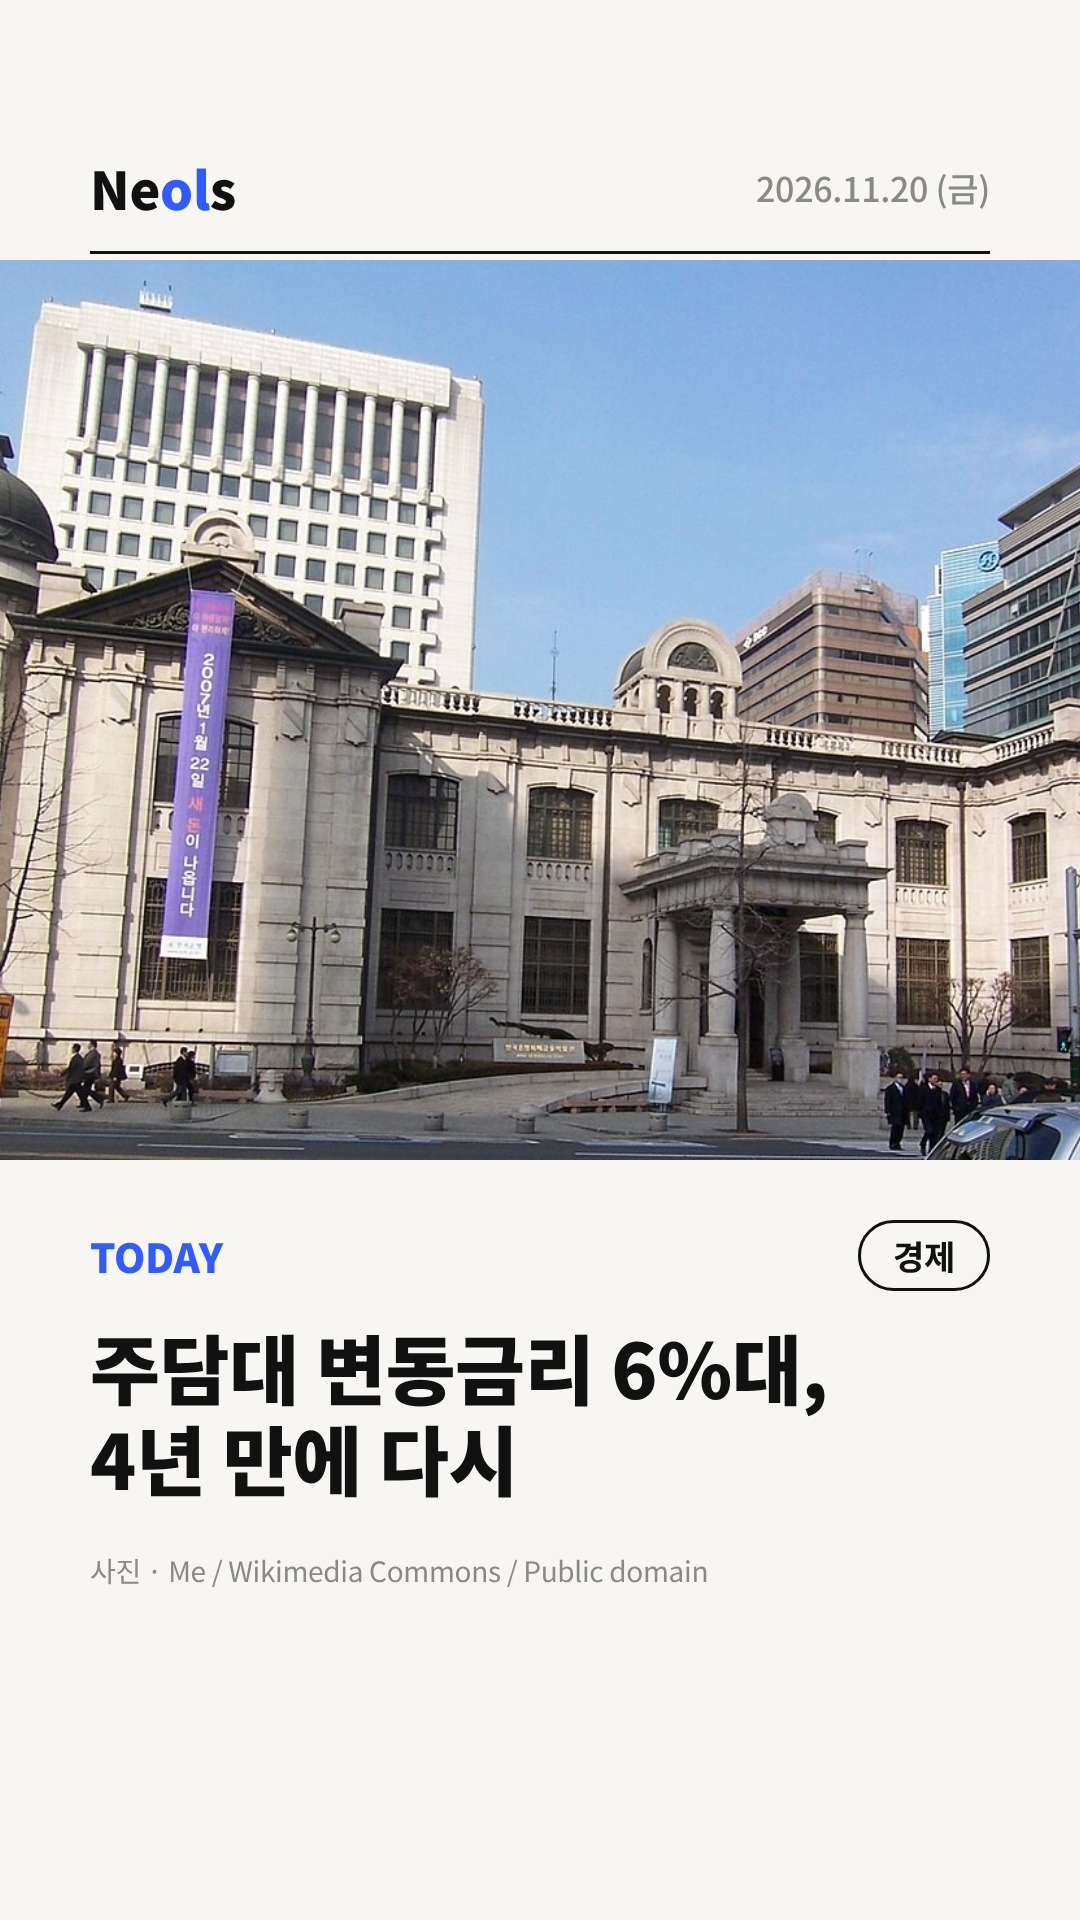 Neols
2026.11.20 (금)
2007년 1월 22일 새 돈이 나옵니다
TODAY
경제
주담대 변동금리 6%대,
4년 만에 다시
사진 · Me / Wikimedia Commons / Public domain